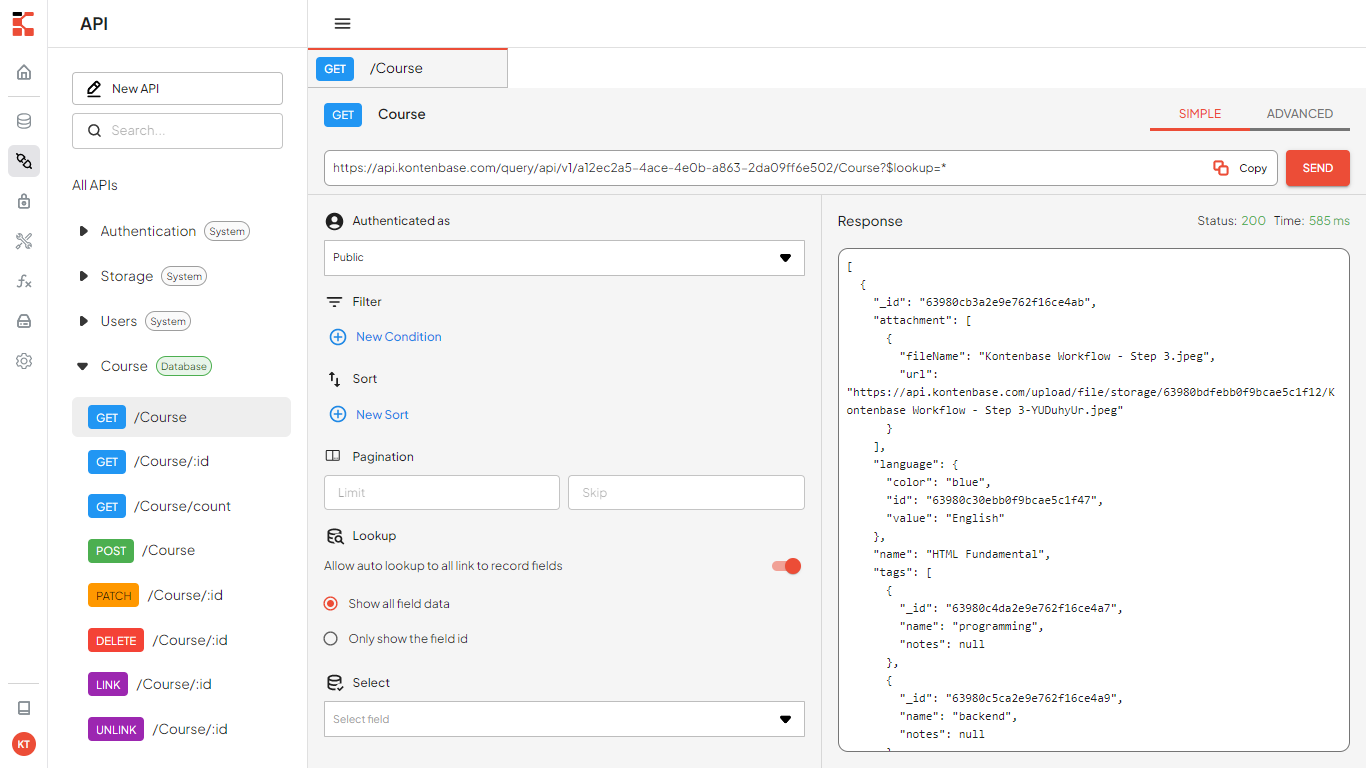 API
New API
Search...
All APIs
Authentication System
Storage System
Users System
Course Database
GET /Course
GET /Course/:id
GET /Course/count
POST /Course
PATCH /Course/:id
DELETE /Course/:id
LINK /Course/:id
UNLINK /Course/:id
KT
GET /Course
GET Course
SIMPLE ADVANCED
https://api.kontenbase.com/query/api/v1/a12ec2a5-4ace-4e0b-a863-2da09ff6e502/Course?$lookup=* Copy SEND
Authenticated as
Public
Filter
New Condition
Sort
New Sort
Pagination
Limit Skip
Lookup
Allow auto lookup to all link to record fields
Show all field data
Only show the field id
Select
Select field
Response Status: 200 Time: 585 ms
[
{
"_id": "63980cb3a2e9e762f16ce4ab",
"attachment": [
{
"fileName": "Kontenbase Workflow - Step 3.jpeg",
"url":
"https://api.kontenbase.com/upload/file/storage/63980bdfebb0f9bcae5c1f12/K
ontenbase Workflow - Step 3-YUDuhyUr.jpeg"
}
],
"language": {
"color": "blue",
"id": "63980c30ebb0f9bcae5c1f47",
"value": "English"
},
"name": "HTML Fundamental",
"tags": [
{
"_id": "63980c4da2e9e762f16ce4a7",
"name": "programming",
"notes": null
},
{
"_id": "63980c5ca2e9e762f16ce4a9",
"name": "backend",
"notes": null